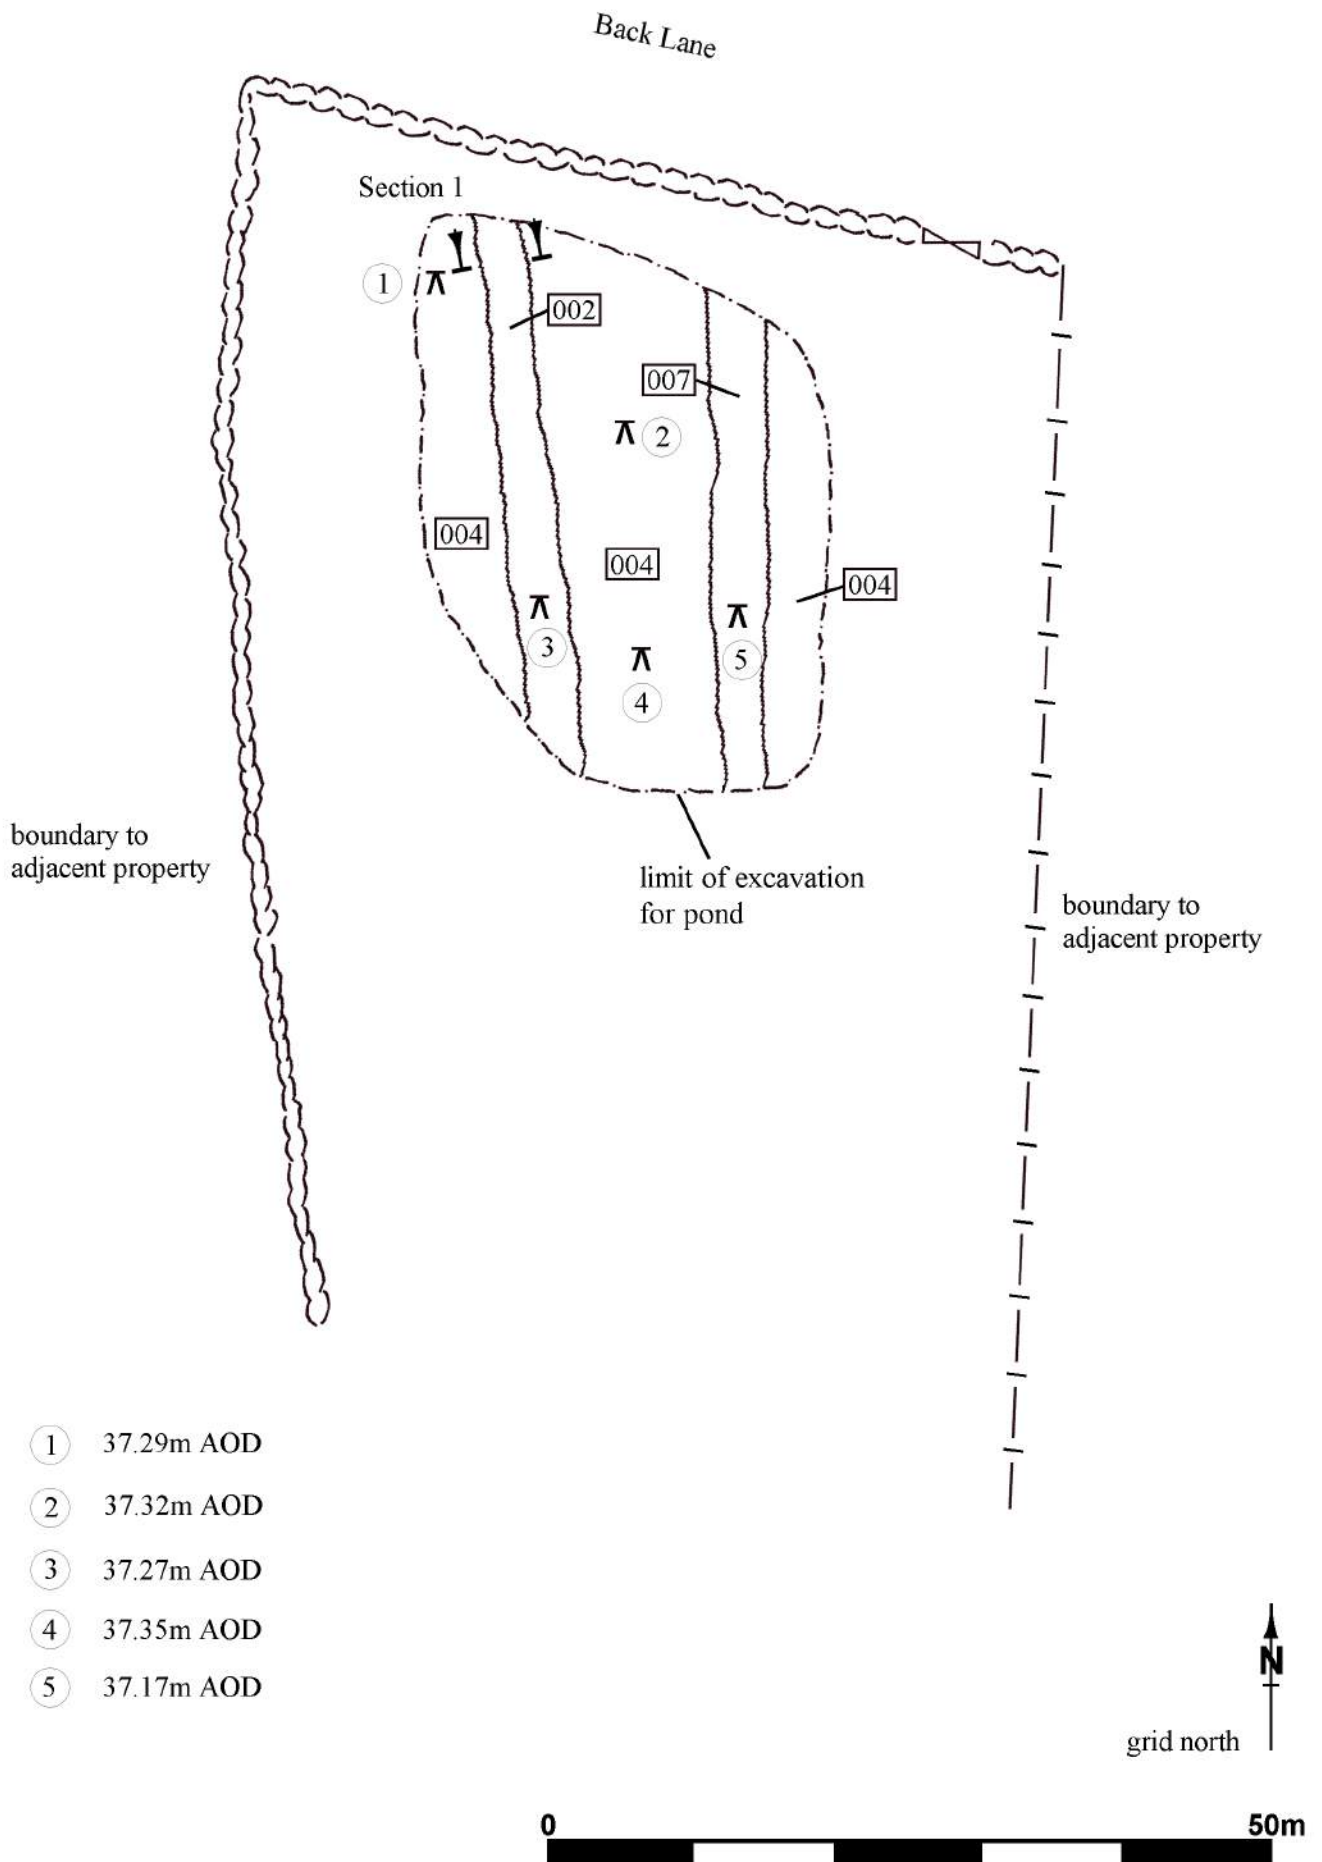 Back Lane
Section 1
1
002
007
2
004
004
004
3
5
4
boundary to
adjacent property
limit of excavation
for pond
boundary to
adjacent property
1 37.29m AOD
2 37.32m AOD
3 37.27m AOD
4 37.35m AOD
5 37.17m AOD
N
grid north
0 50m